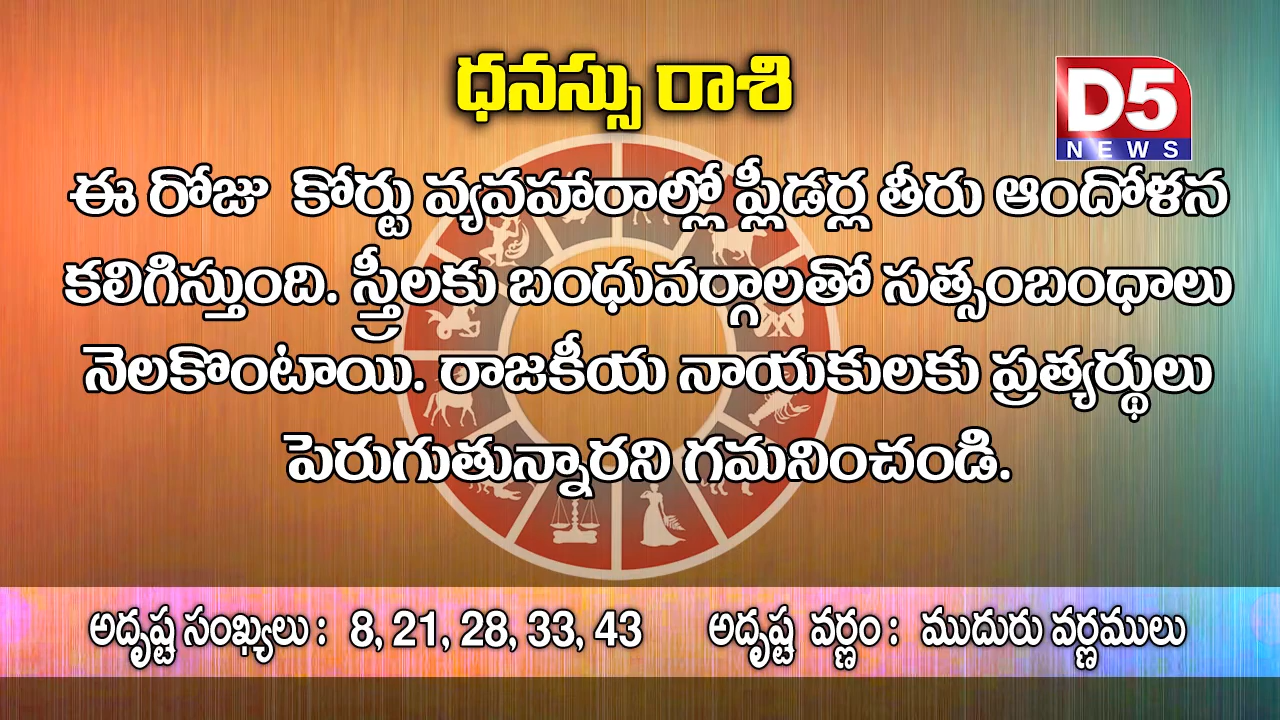 ధనస్సు రాశి
D5
NEWS
ఈ రోజు కోర్టు వ్యవహారాల్లో ప్లీడర్ల తీరు ఆందోళన
కలిగిస్తుంది. స్త్రీలకు బంధువర్గాలతో సత్సంబంధాలు
నెలకొంటాయి. రాజకీయ నాయకులకు ప్రత్యర్థులు
పెరుగుతున్నారని గమనించండి.
అదృష్ట సంఖ్యలు : 8, 21, 28, 33, 43 అదృష్ట వర్ణం : ముదురు వర్ణములు